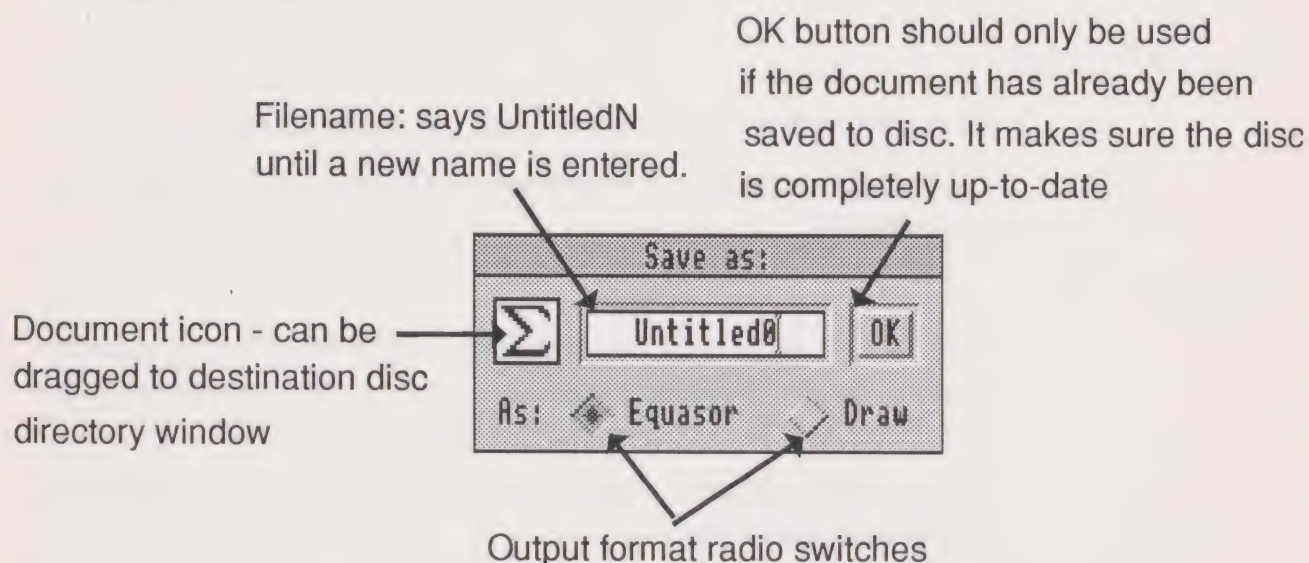 OK button should only be used
if the document has already been
saved to disc. It makes sure the disc
is completely up-to-date
Filename: says UntitledN
until a new name is entered.
Save as:
Document icon - can be
dragged to destination disc
directory window
Σ
Untitled0
OK
As: Equasor Draw
Output format radio switches